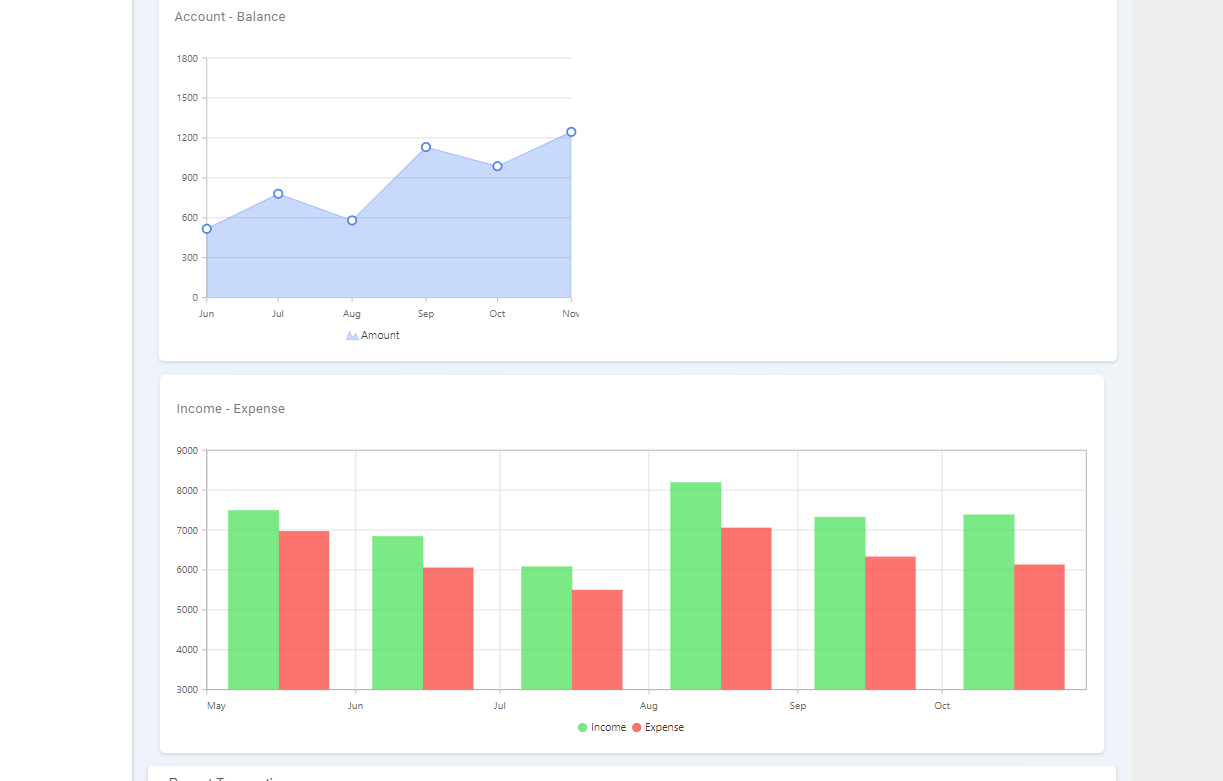 Account - Balance
1800
1500
1200
900
600
300
0
Jun Jul Aug Sep Oct Nov
Amount
Income - Expense
9000
8000
7000
6000
5000
4000
3000
May Jun Jul Aug Sep Oct
Income Expense